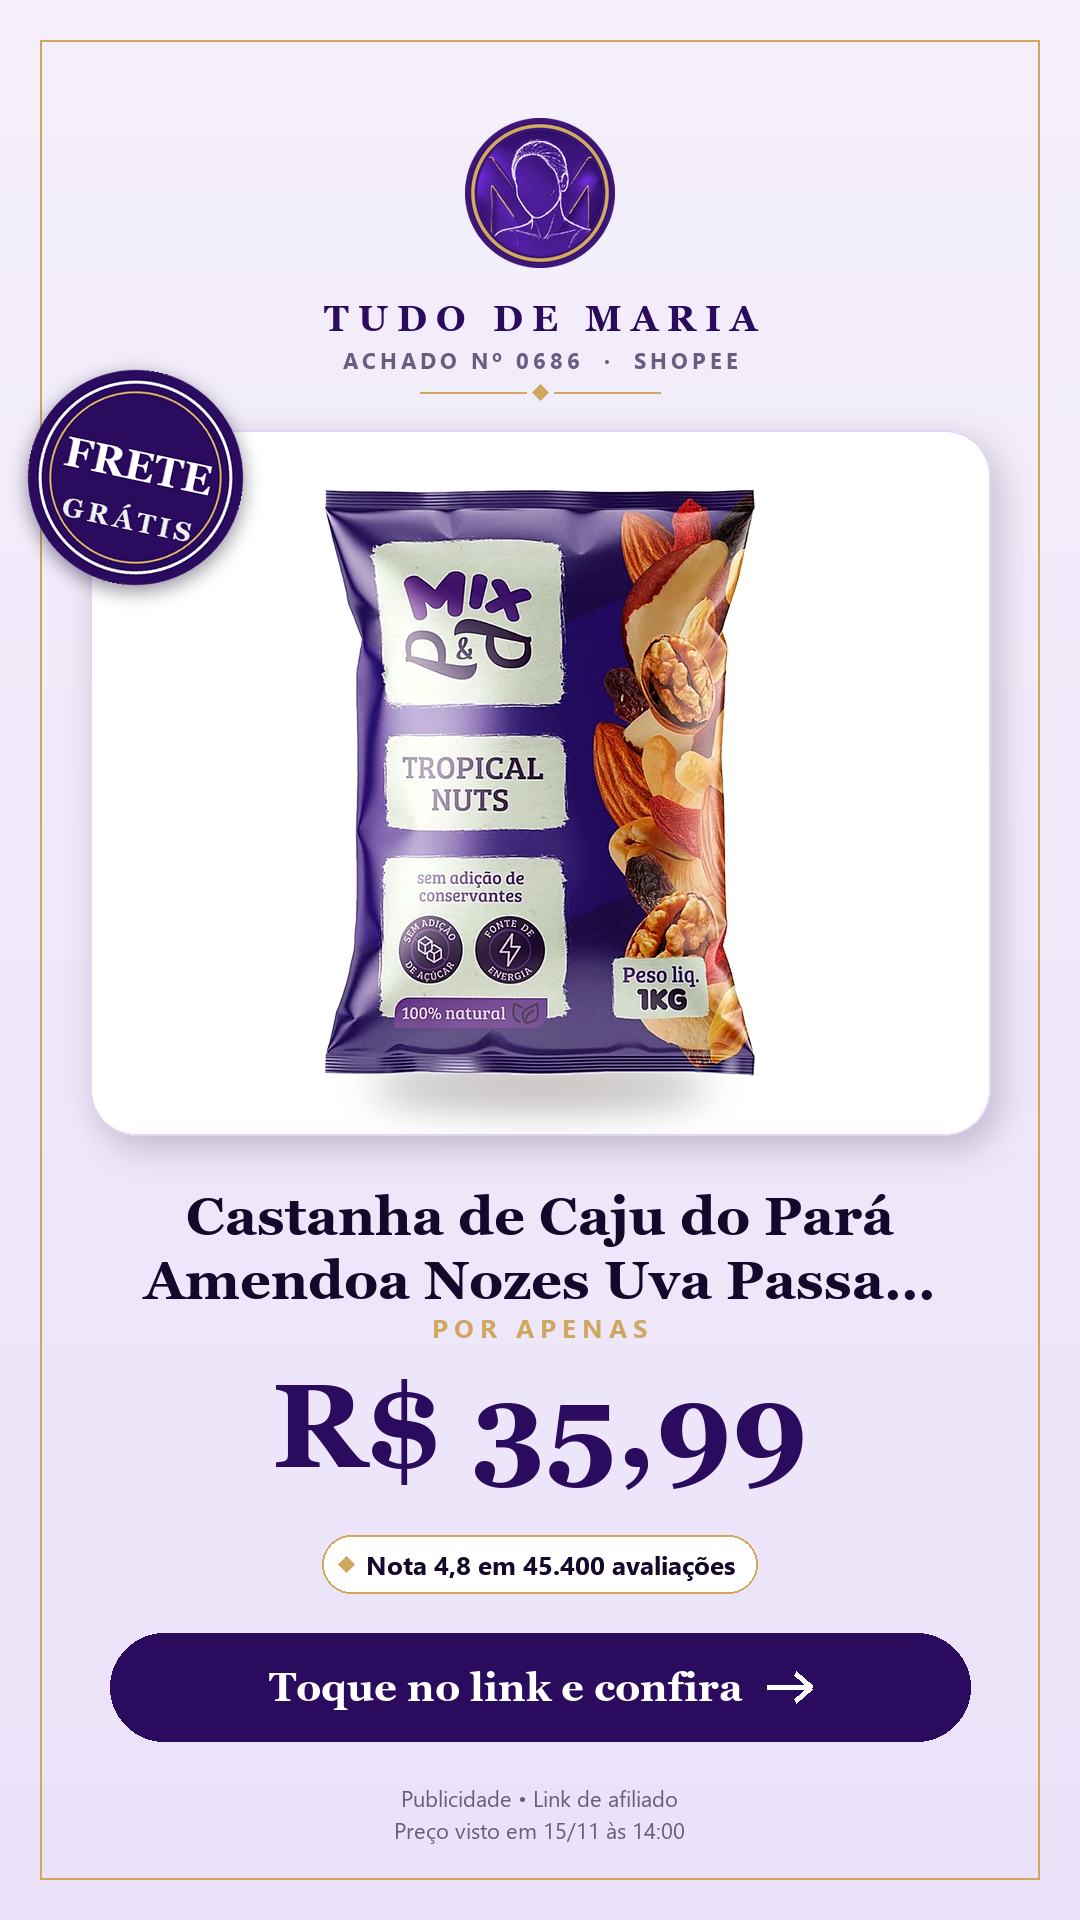 TUDO DE MARIA
ACHADO Nº 0686 · SHOPEE
FRETE
GRÁTIS
MIX
p&d
TROPICAL
NUTS
sem adição de
conservantes
SEM ADIÇÃO
DE AÇÚCAR
FONTE DE
ENERGIA
100% natural
Peso liq.
1KG
Castanha de Caju do Pará
Amendoa Nozes Uva Passa...
POR APENAS
R$ 35,99
Nota 4,8 em 45.400 avaliações
Toque no link e confira →
Publicidade • Link de afiliado
Preço visto em 15/11 às 14:00